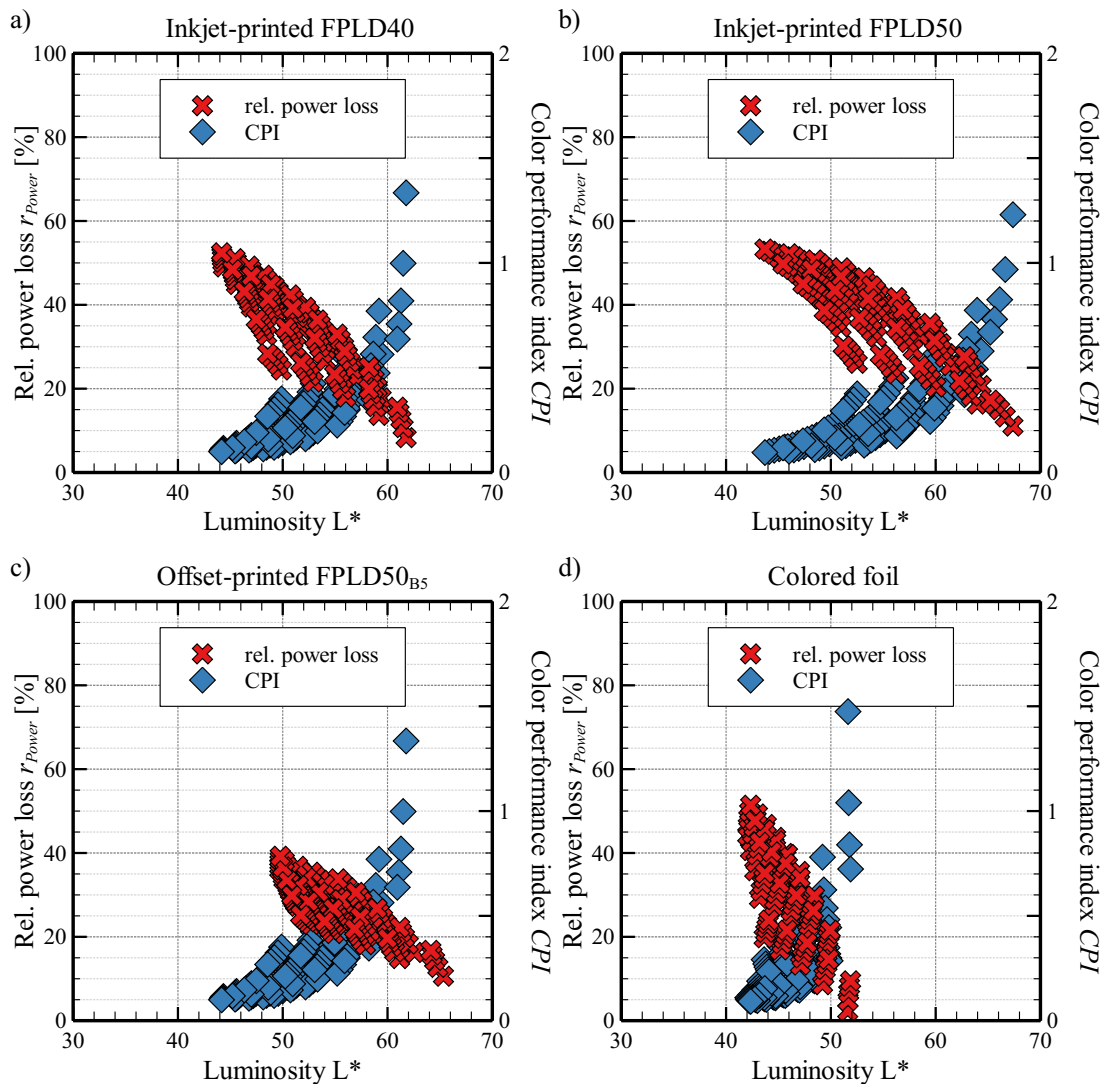 a)
Inkjet-printed FPLD40
Rel. power loss rPower [%]
100
80
60
40
20
0
rel. power loss
CPI
2
1
0
Color performance index CPI
30 40 50 60 70
Luminosity L*
b)
Inkjet-printed FPLD50
Rel. power loss rPower [%]
100
80
60
40
20
0
rel. power loss
CPI
2
1
0
Color performance index CPI
30 40 50 60 70
Luminosity L*
c)
Offset-printed FPLD50B5
Rel. power loss rPower [%]
100
80
60
40
20
0
rel. power loss
CPI
2
1
0
Color performance index CPI
30 40 50 60 70
Luminosity L*
d)
Colored foil
Rel. power loss rPower [%]
100
80
60
40
20
0
rel. power loss
CPI
2
1
0
Color performance index CPI
30 40 50 60 70
Luminosity L*